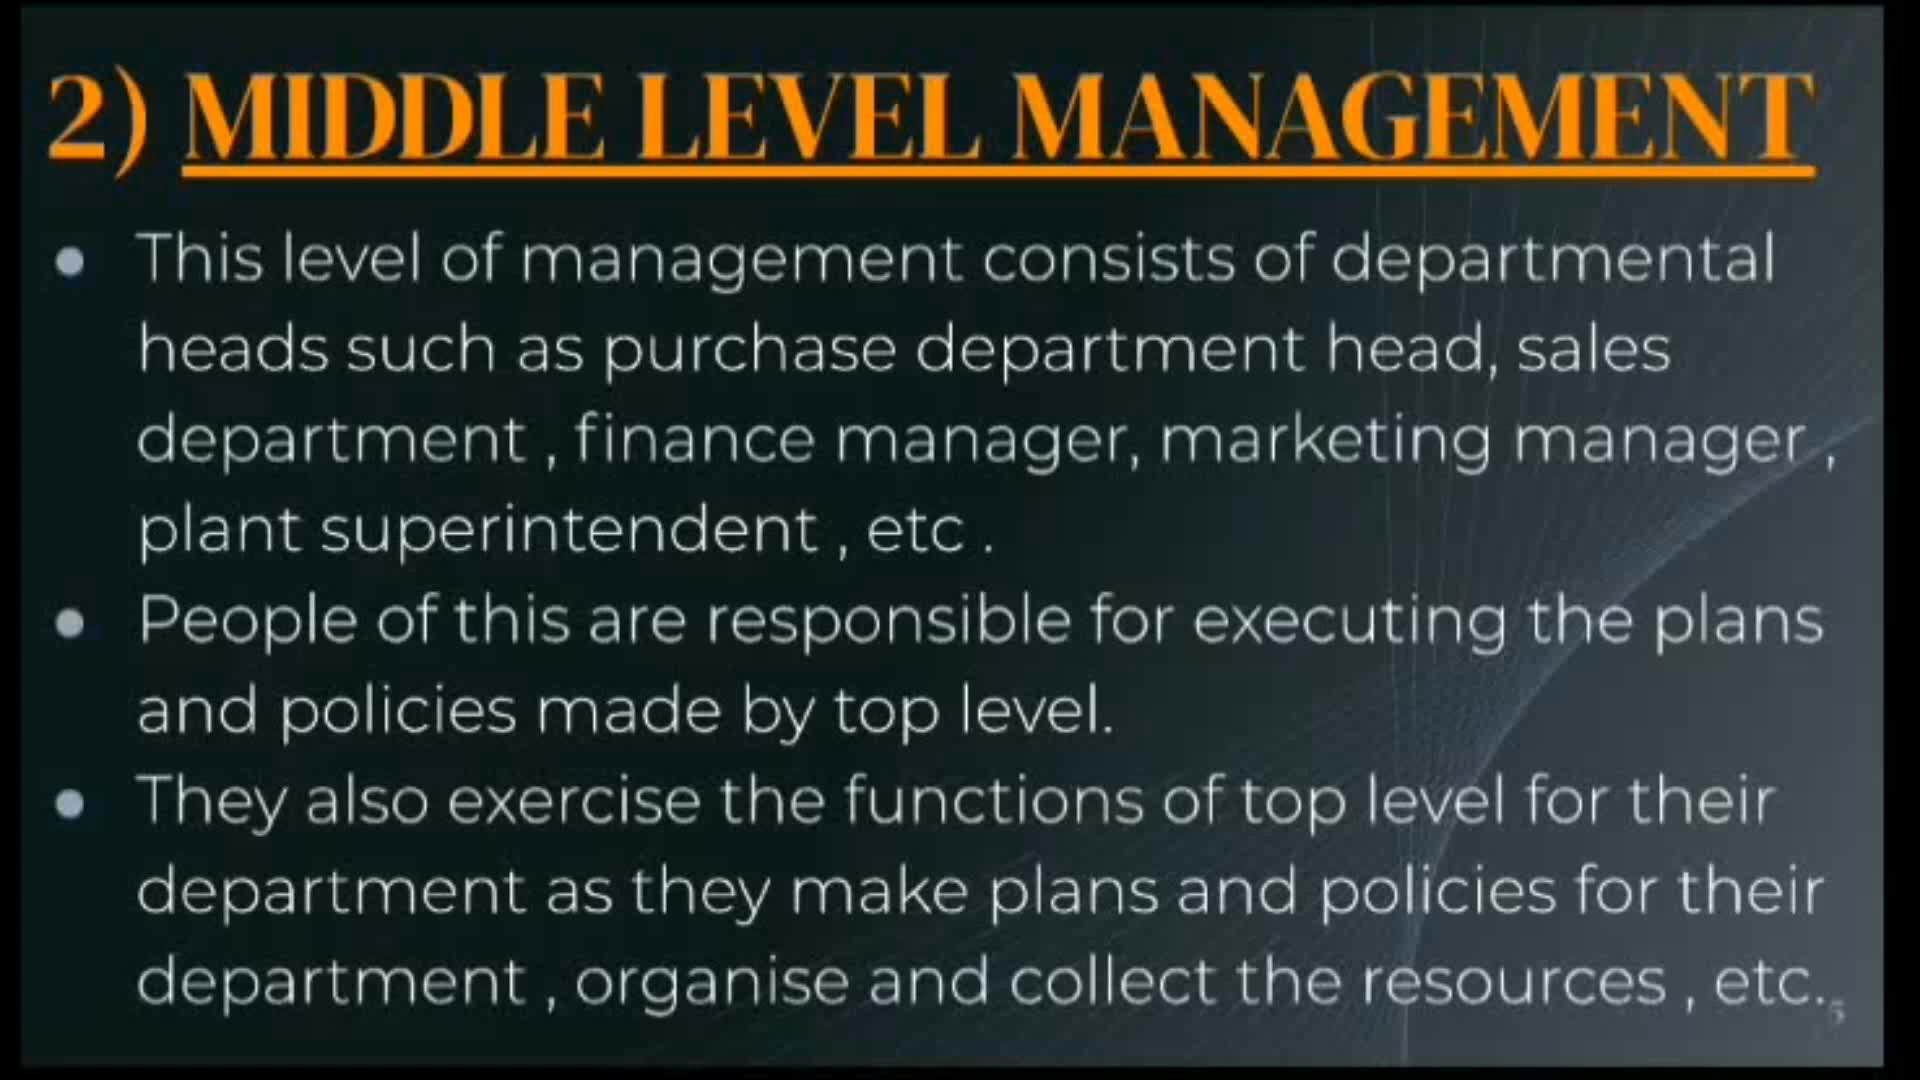 2) MIDDLE LEVEL MANAGEMENT
• This level of management consists of departmental
heads such as purchase department head, sales
department , finance manager, marketing manager ,
plant superintendent , etc .
• People of this are responsible for executing the plans
and policies made by top level.
• They also exercise the functions of top level for their
department as they make plans and policies for their
department , organise and collect the resources , etc.
5